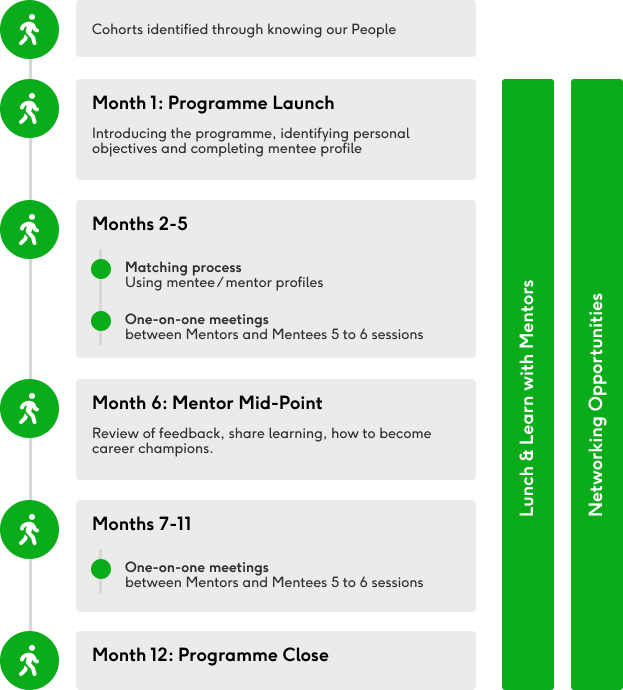 Cohorts identified through knowing our People
Month 1: Programme Launch
Introducing the programme, identifying personal
objectives and completing mentee profile
Months 2-5
Matching process
Using mentee/mentor profiles
One-on-one meetings
between Mentors and Mentees 5 to 6 sessions
Month 6: Mentor Mid-Point
Review of feedback, share learning, how to become
career champions.
Months 7-11
One-on-one meetings
between Mentors and Mentees 5 to 6 sessions
Month 12: Programme Close
Lunch & Learn with Mentors
Networking Opportunities